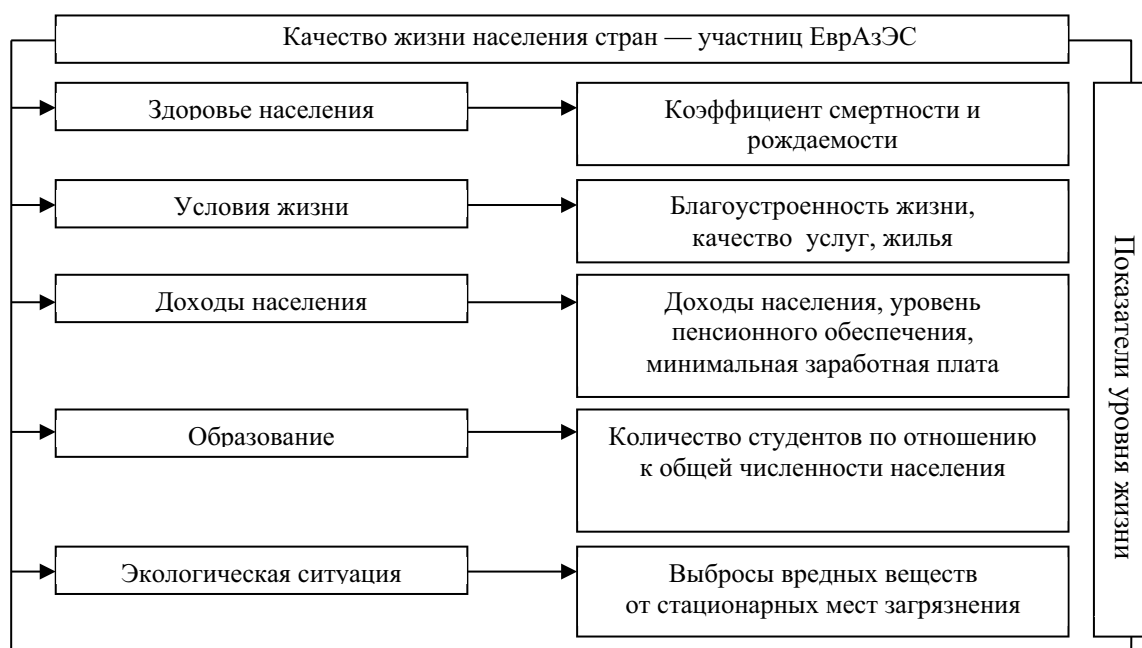 Качество жизни населения стран — участниц ЕврАзЭС
Здоровье населения
Коэффициент смертности и
рождаемости
Условия жизни
Благоустроенность жизни,
качество услуг, жилья
Доходы населения
Доходы населения, уровень
пенсионного обеспечения,
минимальная заработная плата
Образование
Количество студентов по отношению
к общей численности населения
Экологическая ситуация
Выбросы вредных веществ
от стационарных мест загрязнения
Показатели уровня жизни